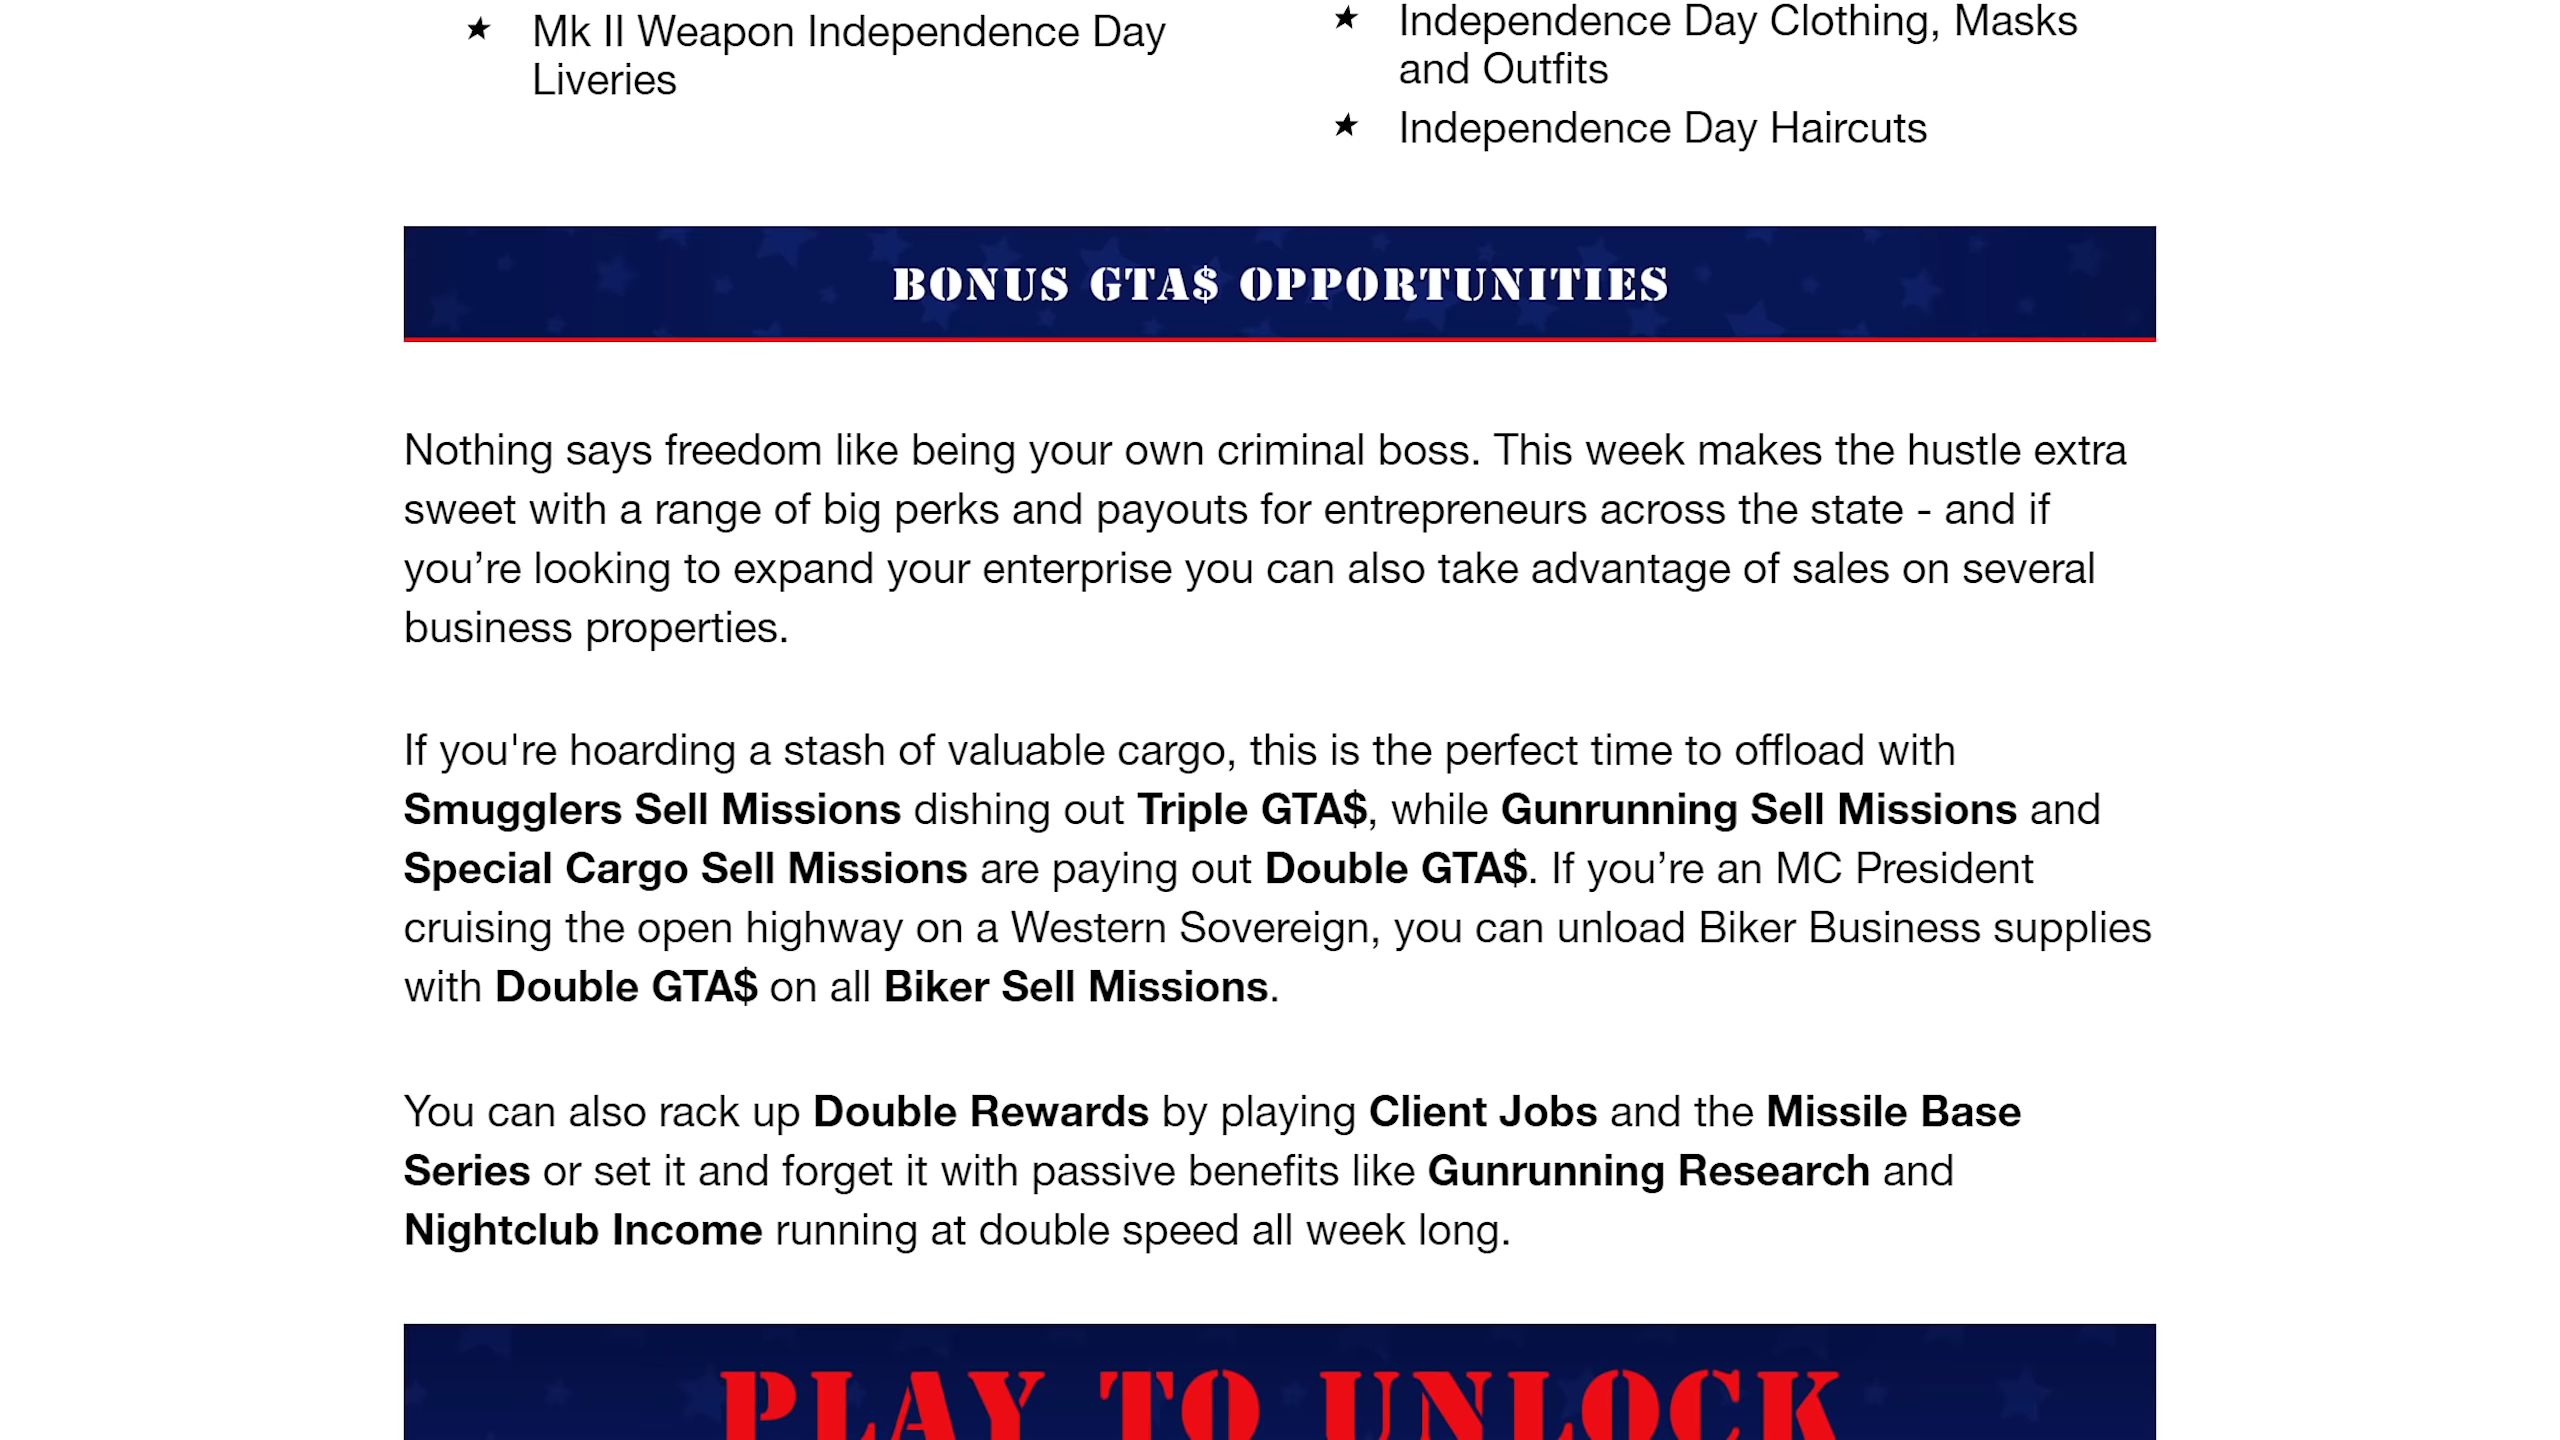 Mk II Weapon Independence Day
Liveries
Independence Day Clothing, Masks
and Outfits
Independence Day Haircuts
BONUS GTA$ OPPORTUNITIES
Nothing says freedom like being your own criminal boss. This week makes the hustle extra
sweet with a range of big perks and payouts for entrepreneurs across the state - and if
you’re looking to expand your enterprise you can also take advantage of sales on several
business properties.
If you're hoarding a stash of valuable cargo, this is the perfect time to offload with
Smugglers Sell Missions dishing out Triple GTA$, while Gunrunning Sell Missions and
Special Cargo Sell Missions are paying out Double GTA$. If you’re an MC President
cruising the open highway on a Western Sovereign, you can unload Biker Business supplies
with Double GTA$ on all Biker Sell Missions.
You can also rack up Double Rewards by playing Client Jobs and the Missile Base
Series or set it and forget it with passive benefits like Gunrunning Research and
Nightclub Income running at double speed all week long.
PLAY TO UNLOCK